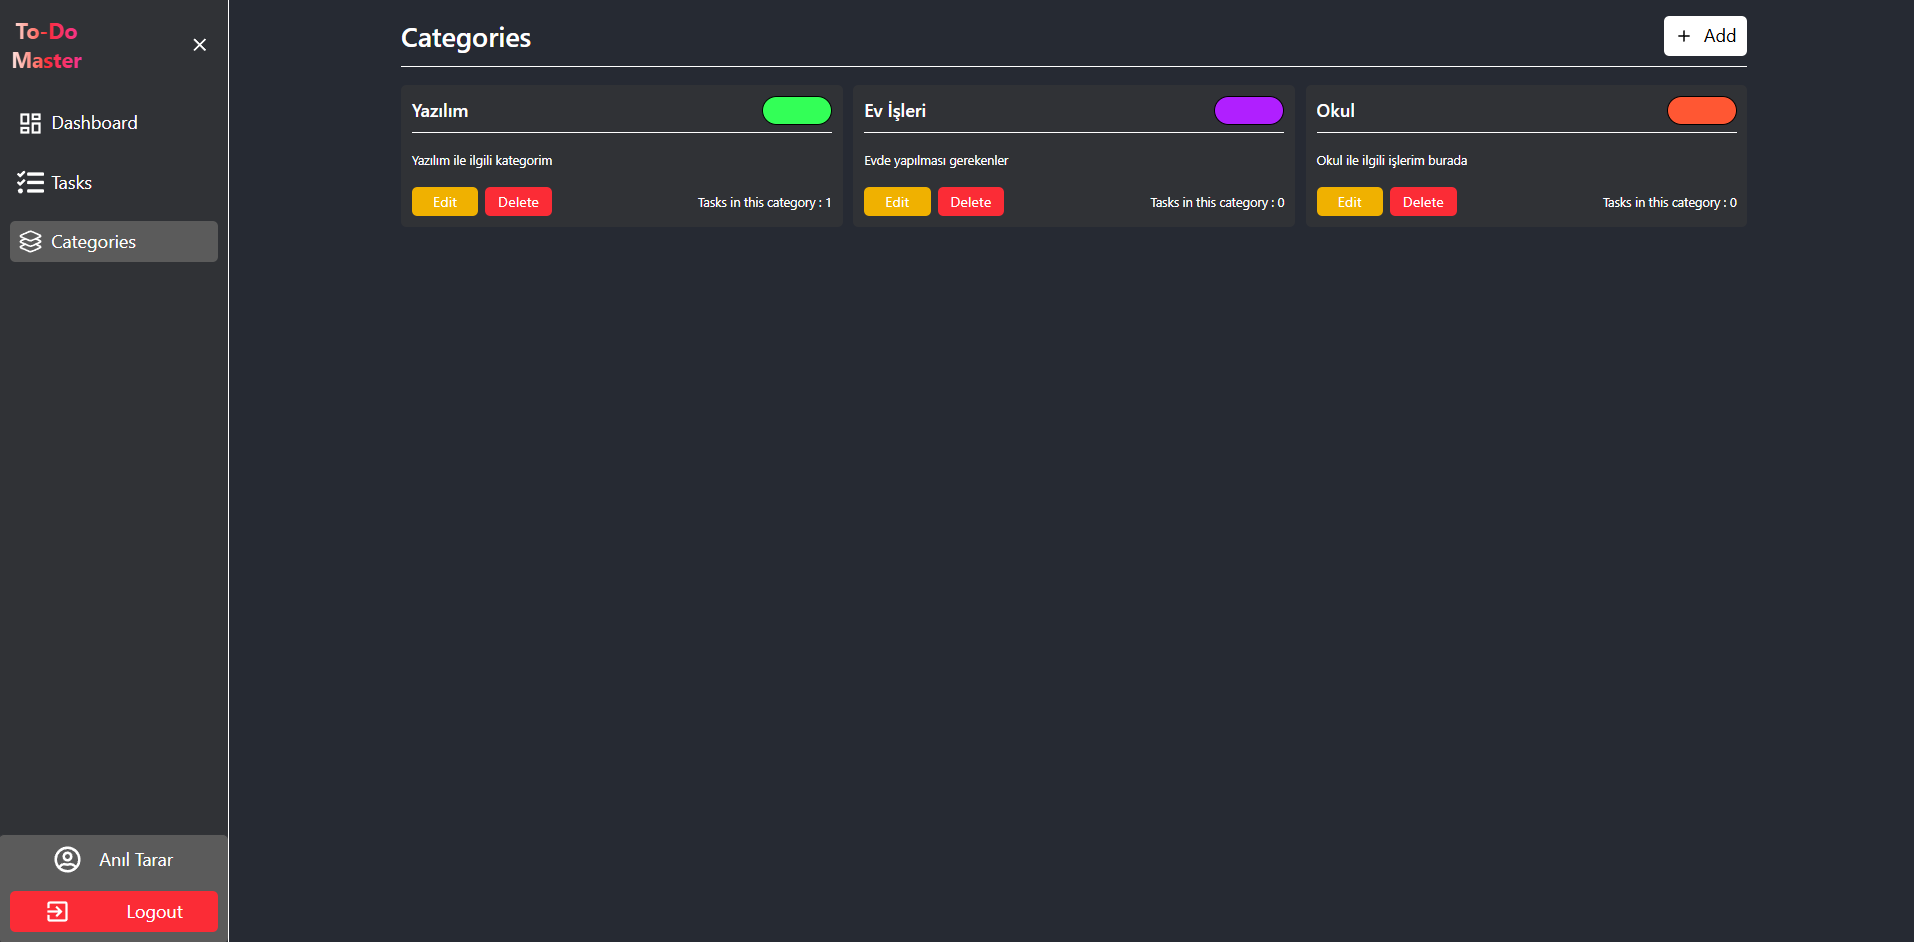 To-Do
Master
Dashboard
Tasks
Categories
Anıl Tarar
Logout
Categories
+ Add
Yazılım
Yazılım ile ilgili kategorim
Edit Delete Tasks in this category : 1
Ev İşleri
Evde yapılması gerekenler
Edit Delete Tasks in this category : 0
Okul
Okul ile ilgili işlerim burada
Edit Delete Tasks in this category : 0